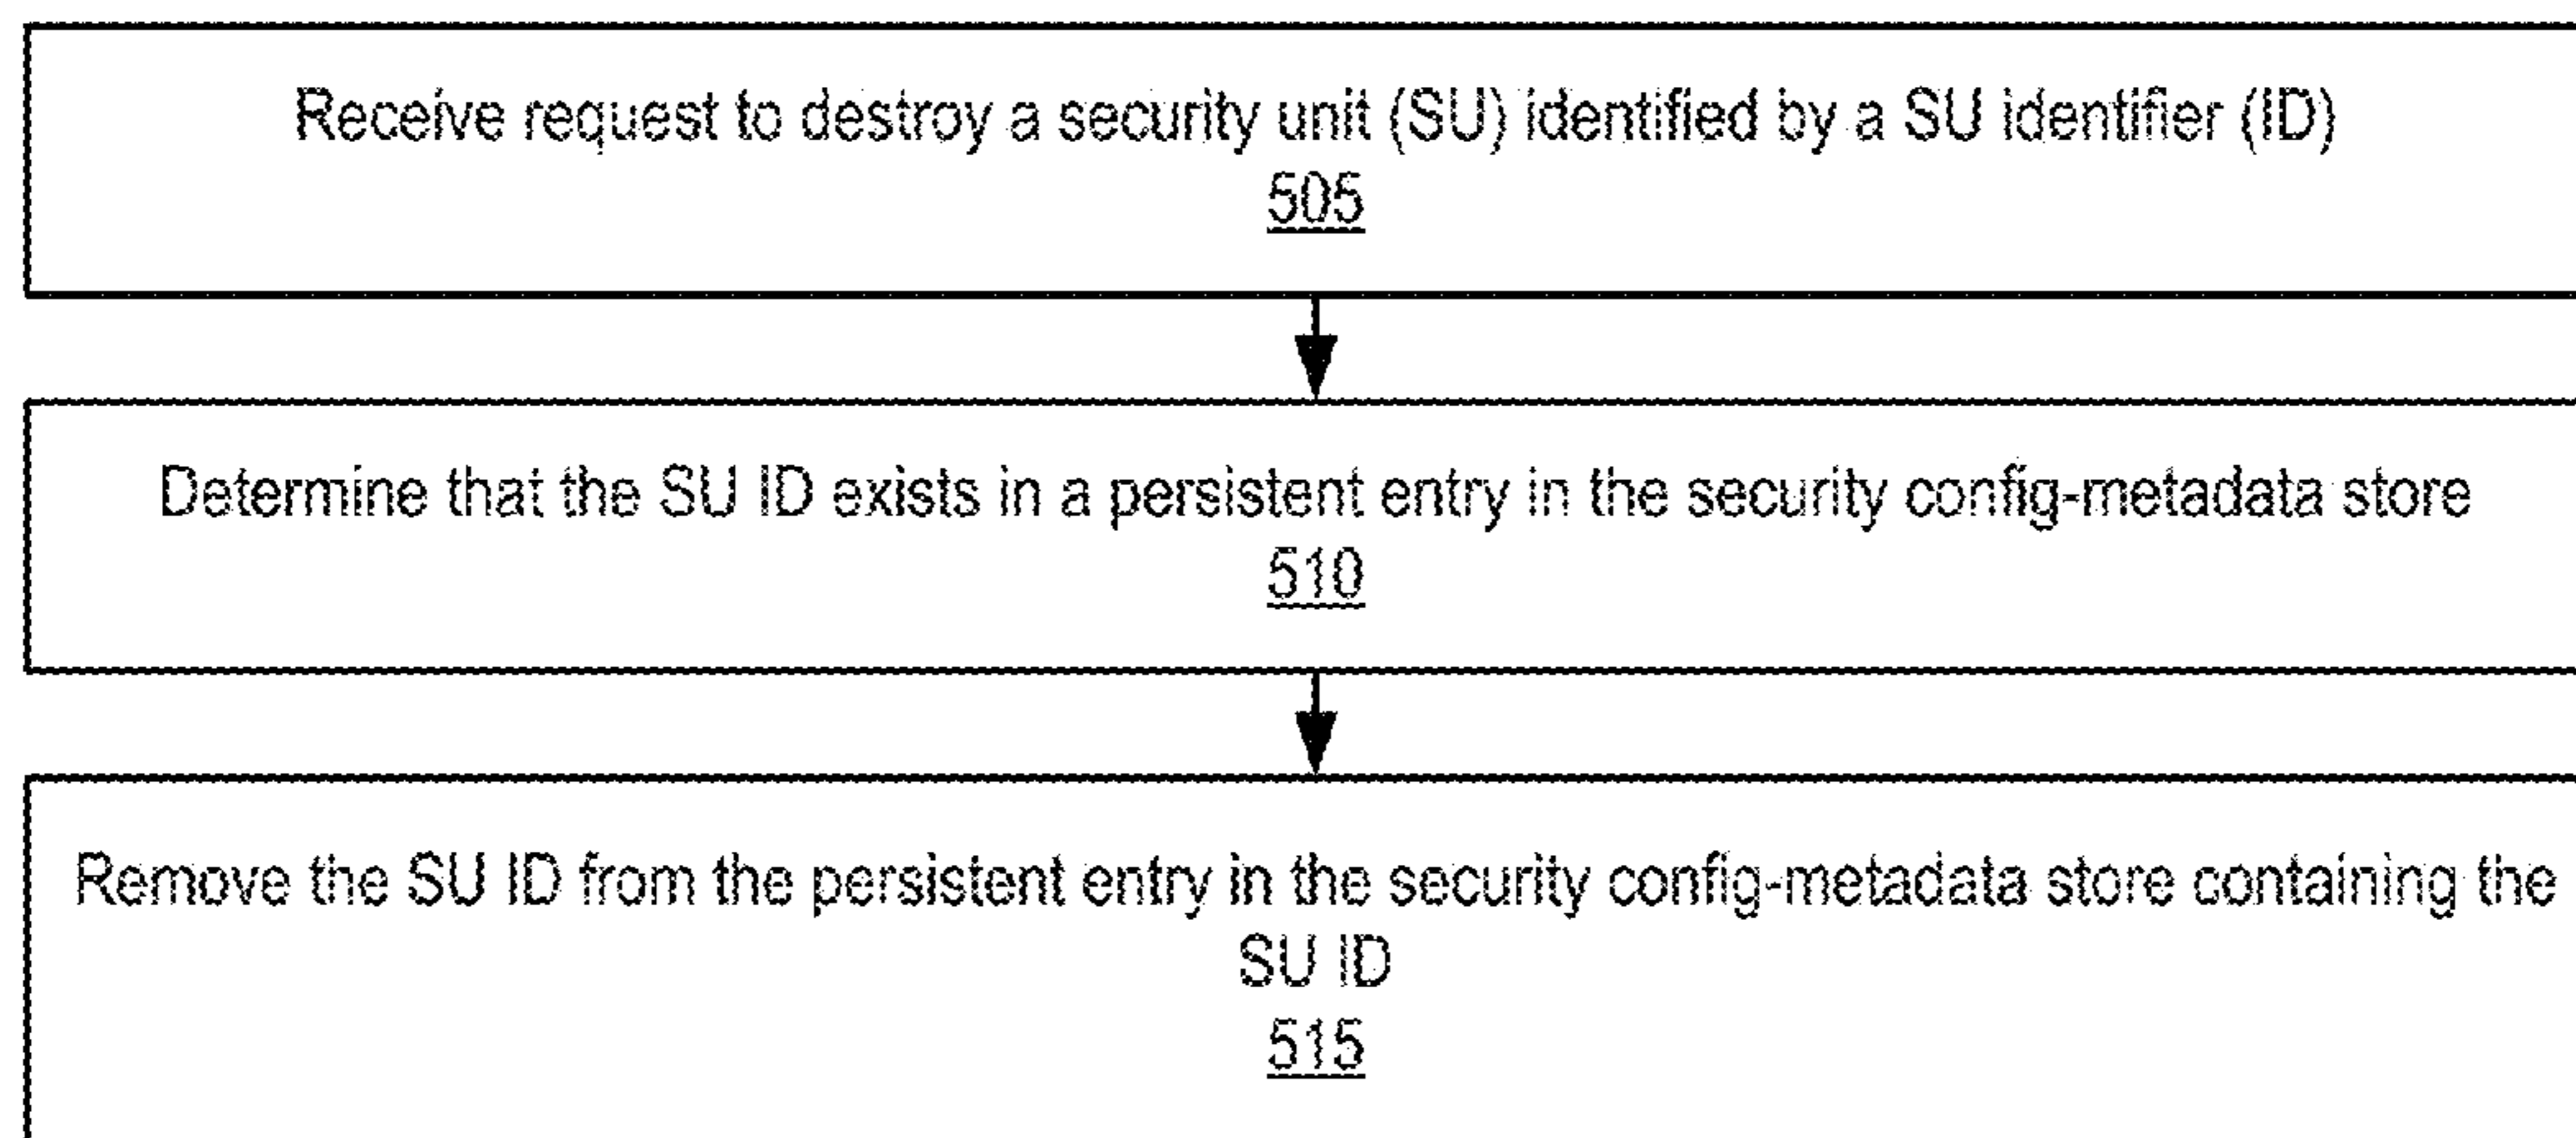 Receive request to destroy a security unit (SU) identified by a SU identifier (ID)
505
Determine that the SU ID exists in a persistent entry in the security config-metadata store
510
Remove the SU ID from the persistent entry in the security config-metadata store containing the
SU ID
515